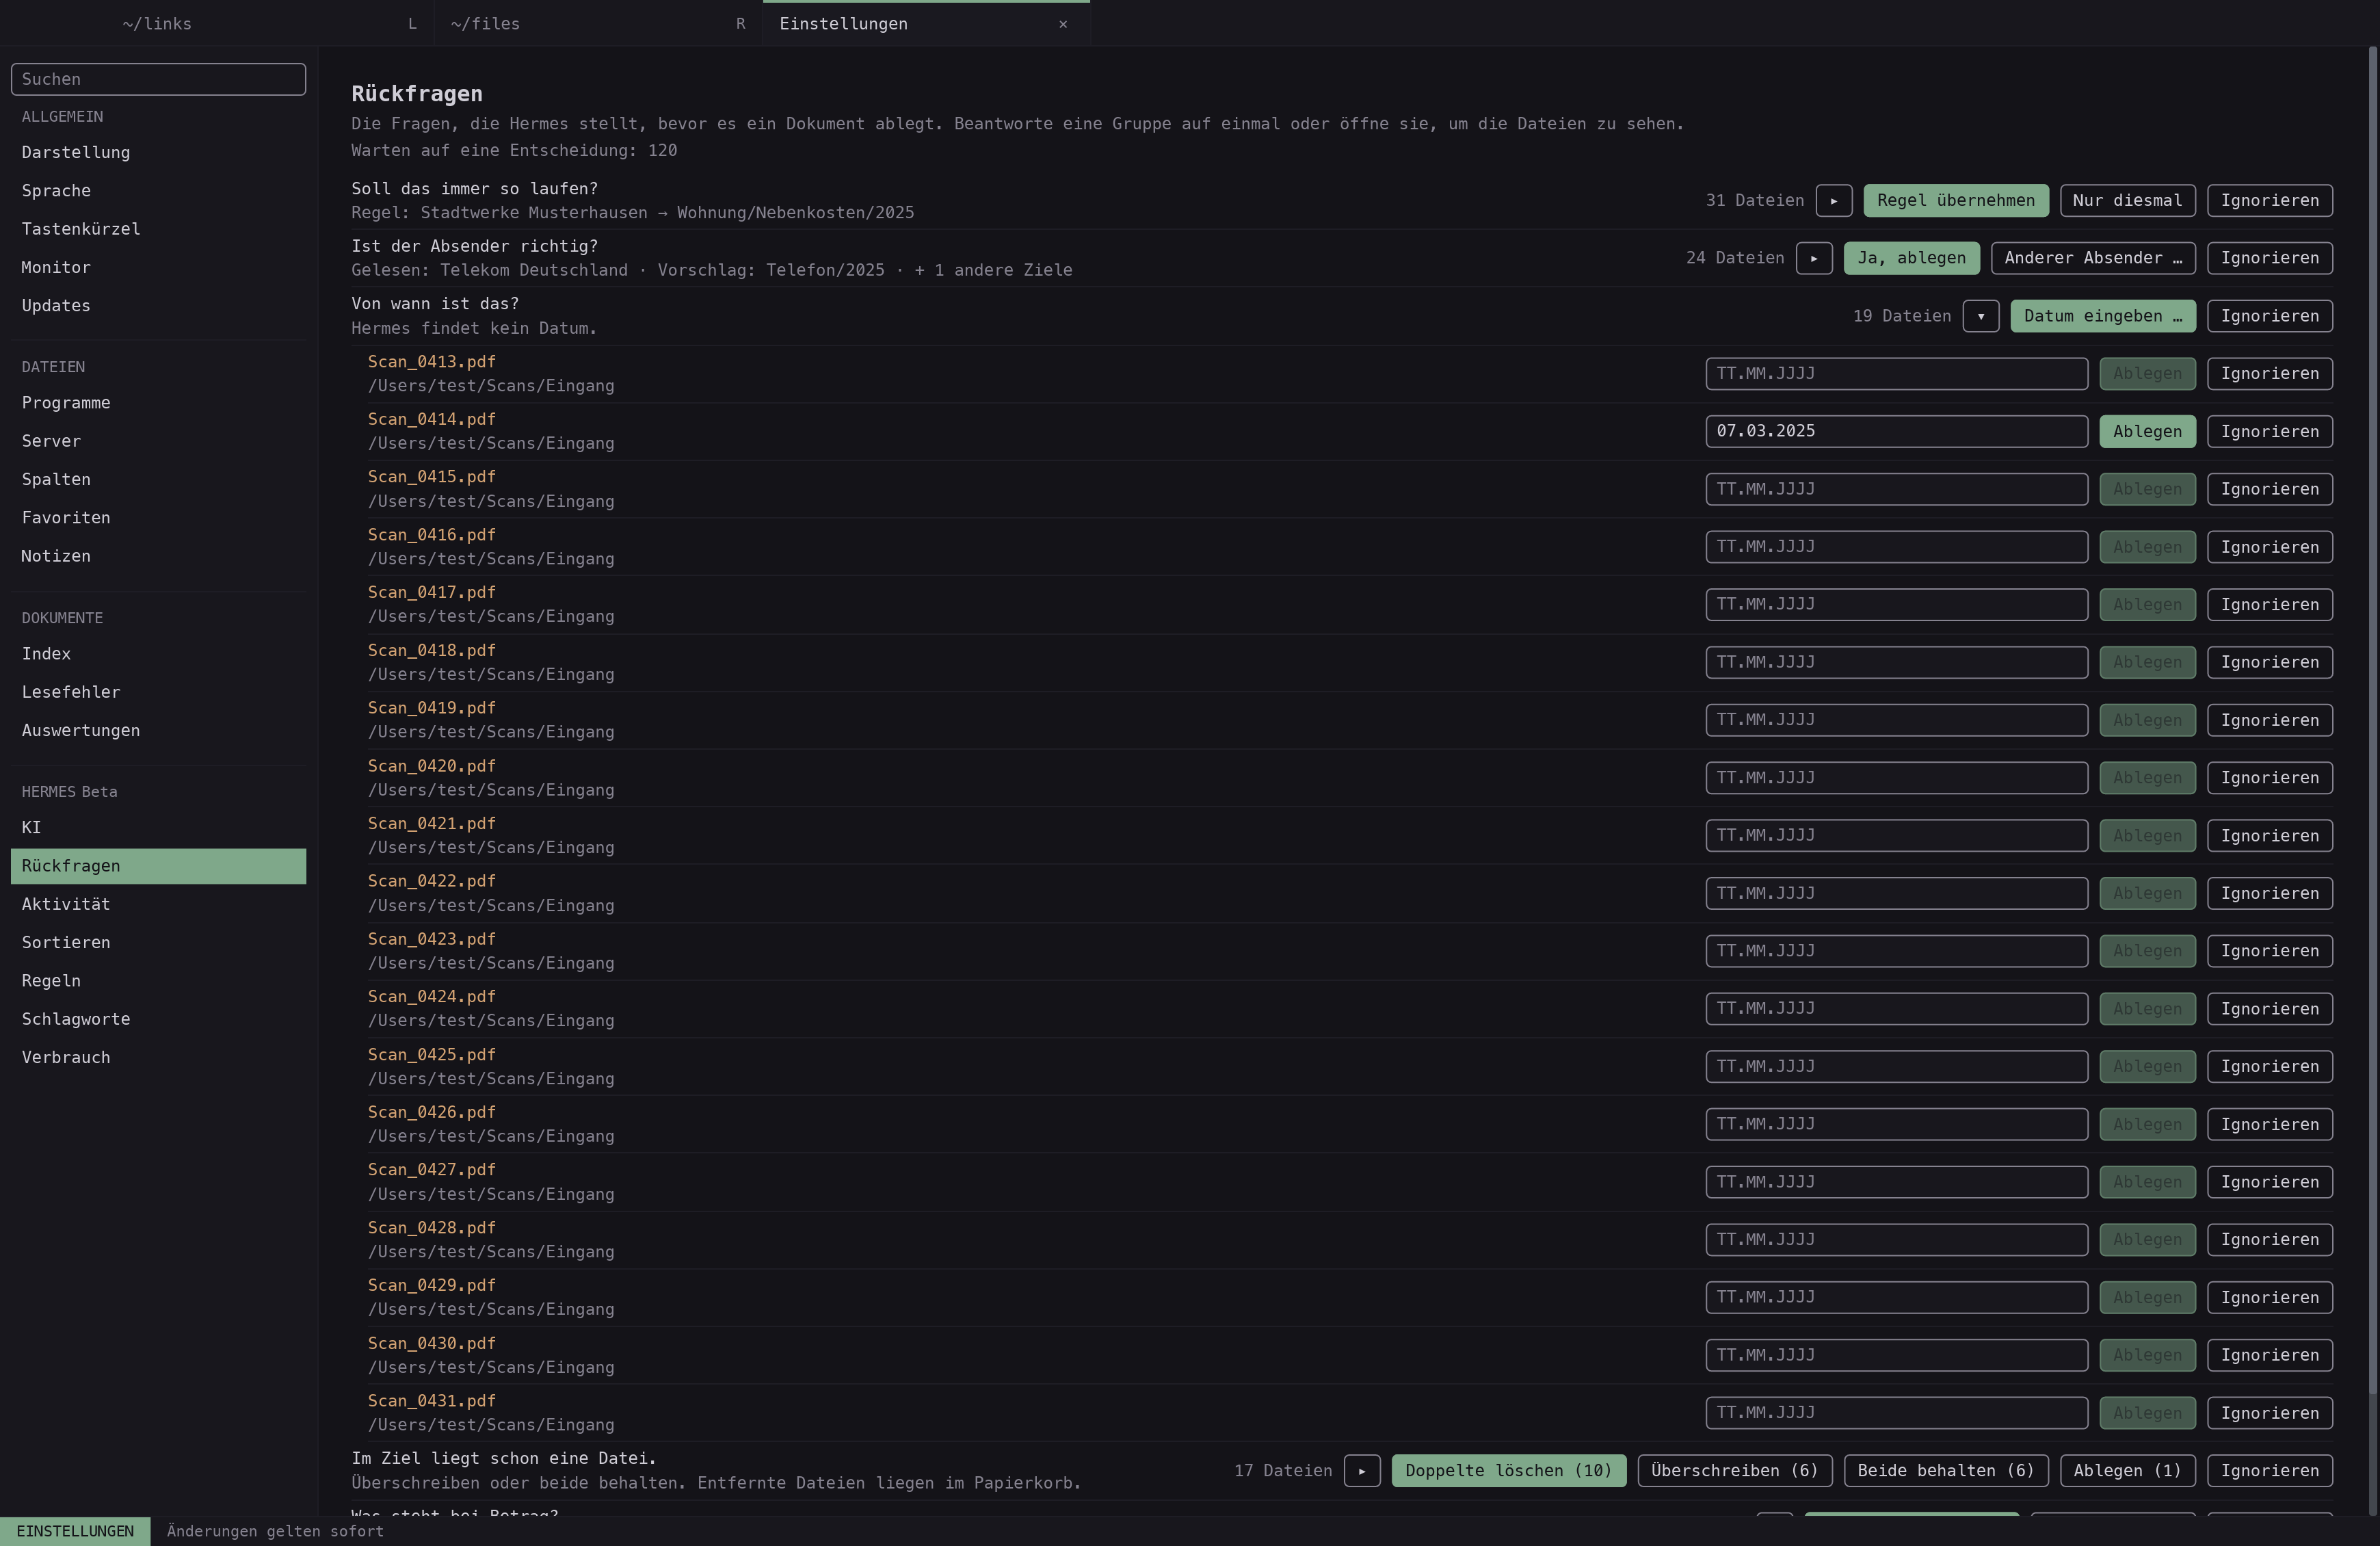 ~/links L ~/files R Einstellungen ×
Suchen
ALLGEMEIN
Darstellung
Sprache
Tastenkürzel
Monitor
Updates
DATEIEN
Programme
Server
Spalten
Favoriten
Notizen
DOKUMENTE
Index
Lesefehler
Auswertungen
HERMES Beta
KI
Rückfragen
Aktivität
Sortieren
Regeln
Schlagworte
Verbrauch
Rückfragen
Die Fragen, die Hermes stellt, bevor es ein Dokument ablegt. Beantworte eine Gruppe auf einmal oder öffne sie, um die Dateien zu sehen.
Warten auf eine Entscheidung: 120
Soll das immer so laufen?
Regel: Stadtwerke Musterhausen → Wohnung/Nebenkosten/2025
31 Dateien ▸ Regel übernehmen Nur diesmal Ignorieren
Ist der Absender richtig?
Gelesen: Telekom Deutschland · Vorschlag: Telefon/2025 · + 1 andere Ziele
24 Dateien ▸ Ja, ablegen Anderer Absender … Ignorieren
Von wann ist das?
Hermes findet kein Datum.
19 Dateien ▾ Datum eingeben … Ignorieren
Scan_0413.pdf
/Users/test/Scans/Eingang
TT.MM.JJJJ Ablegen Ignorieren
Scan_0414.pdf
/Users/test/Scans/Eingang
07.03.2025 Ablegen Ignorieren
Scan_0415.pdf
/Users/test/Scans/Eingang
TT.MM.JJJJ Ablegen Ignorieren
Scan_0416.pdf
/Users/test/Scans/Eingang
TT.MM.JJJJ Ablegen Ignorieren
Scan_0417.pdf
/Users/test/Scans/Eingang
TT.MM.JJJJ Ablegen Ignorieren
Scan_0418.pdf
/Users/test/Scans/Eingang
TT.MM.JJJJ Ablegen Ignorieren
Scan_0419.pdf
/Users/test/Scans/Eingang
TT.MM.JJJJ Ablegen Ignorieren
Scan_0420.pdf
/Users/test/Scans/Eingang
TT.MM.JJJJ Ablegen Ignorieren
Scan_0421.pdf
/Users/test/Scans/Eingang
TT.MM.JJJJ Ablegen Ignorieren
Scan_0422.pdf
/Users/test/Scans/Eingang
TT.MM.JJJJ Ablegen Ignorieren
Scan_0423.pdf
/Users/test/Scans/Eingang
TT.MM.JJJJ Ablegen Ignorieren
Scan_0424.pdf
/Users/test/Scans/Eingang
TT.MM.JJJJ Ablegen Ignorieren
Scan_0425.pdf
/Users/test/Scans/Eingang
TT.MM.JJJJ Ablegen Ignorieren
Scan_0426.pdf
/Users/test/Scans/Eingang
TT.MM.JJJJ Ablegen Ignorieren
Scan_0427.pdf
/Users/test/Scans/Eingang
TT.MM.JJJJ Ablegen Ignorieren
Scan_0428.pdf
/Users/test/Scans/Eingang
TT.MM.JJJJ Ablegen Ignorieren
Scan_0429.pdf
/Users/test/Scans/Eingang
TT.MM.JJJJ Ablegen Ignorieren
Scan_0430.pdf
/Users/test/Scans/Eingang
TT.MM.JJJJ Ablegen Ignorieren
Scan_0431.pdf
/Users/test/Scans/Eingang
TT.MM.JJJJ Ablegen Ignorieren
Im Ziel liegt schon eine Datei.
Überschreiben oder beide behalten. Entfernte Dateien liegen im Papierkorb.
17 Dateien ▸ Doppelte löschen (10) Überschreiben (6) Beide behalten (6) Ablegen (1) Ignorieren
Was steht bei Betrag?
EINSTELLUNGEN Änderungen gelten sofort